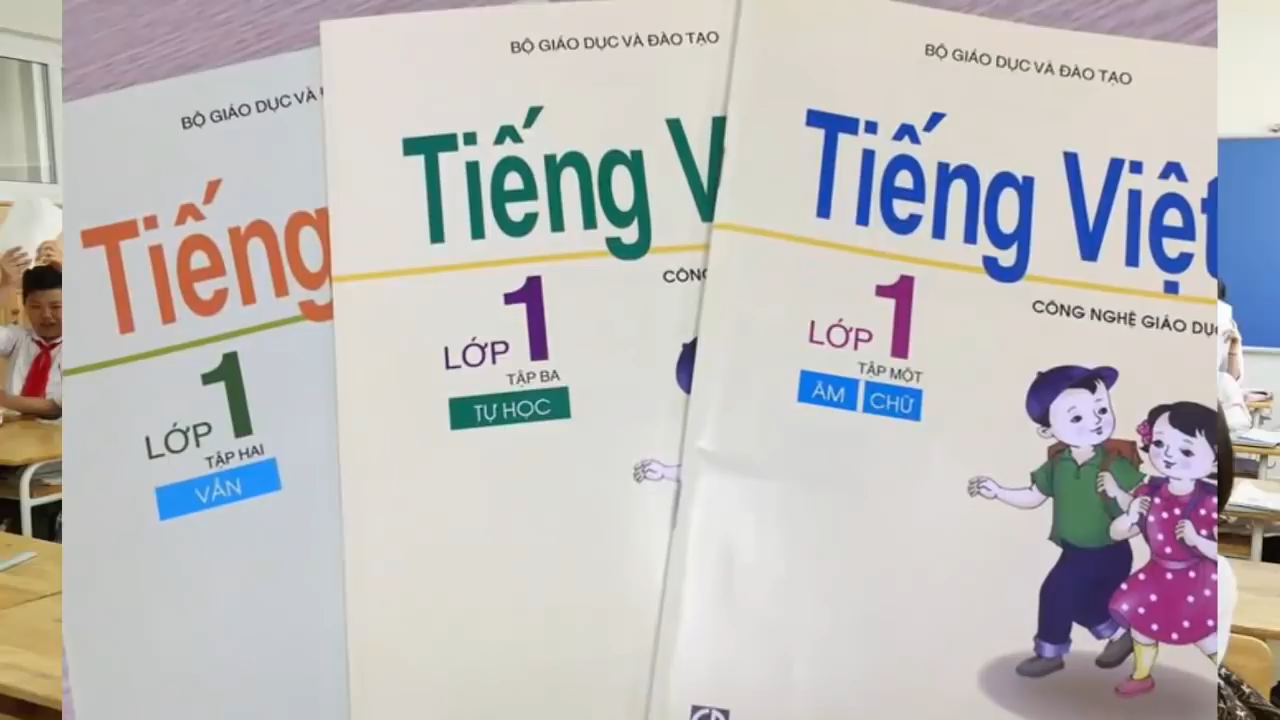 BỘ GIÁO DỤC VÀ
Tiếng
LỚP 1
TẬP HAI
VẦN
BỘ GIÁO DỤC VÀ ĐÀO TẠO
Tiếng V
CÔNG
LỚP 1
TẬP BA
TỰ HỌC
BỘ GIÁO DỤC VÀ ĐÀO TẠO
Tiếng Việt
CÔNG NGHỆ GIÁO DỤC
LỚP 1
TẬP MỘT
ÂM CHỮ